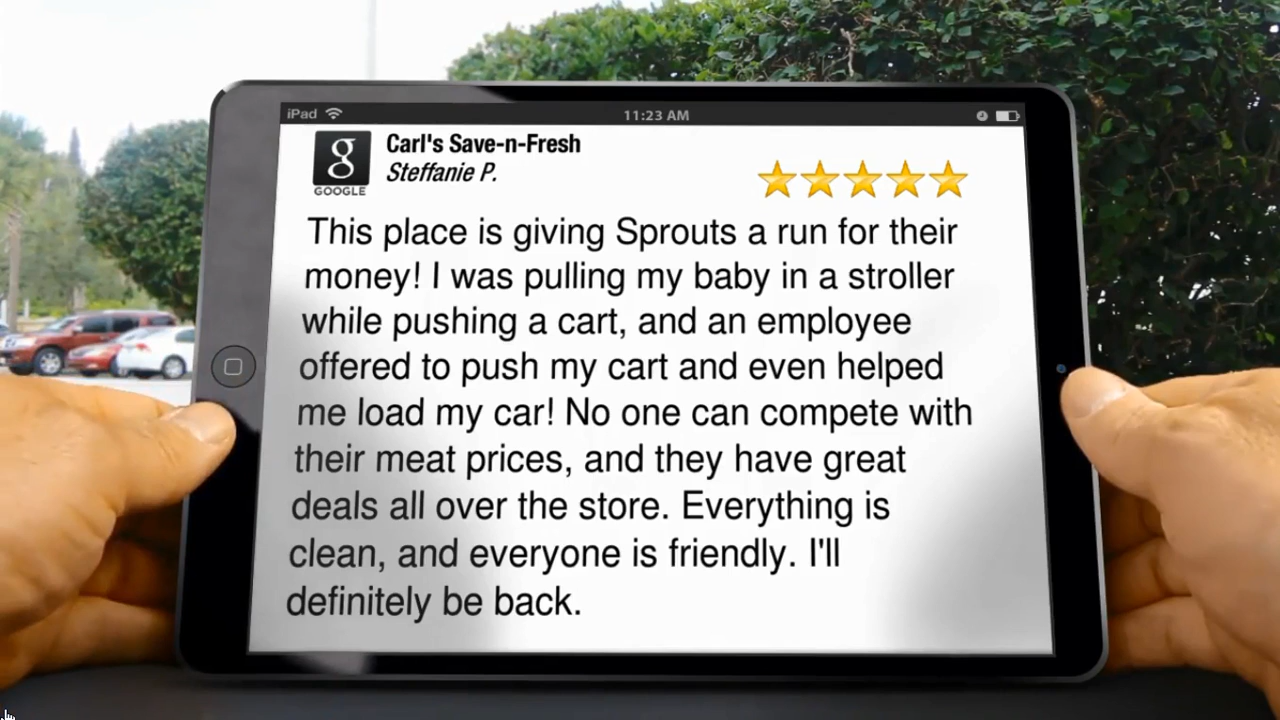 iPad 11:23 AM
g
GOOGLE
Carl's Save-n-Fresh
Steffanie P.
This place is giving Sprouts a run for their
money! I was pulling my baby in a stroller
while pushing a cart, and an employee
offered to push my cart and even helped
me load my car! No one can compete with
their meat prices, and they have great
deals all over the store. Everything is
clean, and everyone is friendly. I'll
definitely be back.